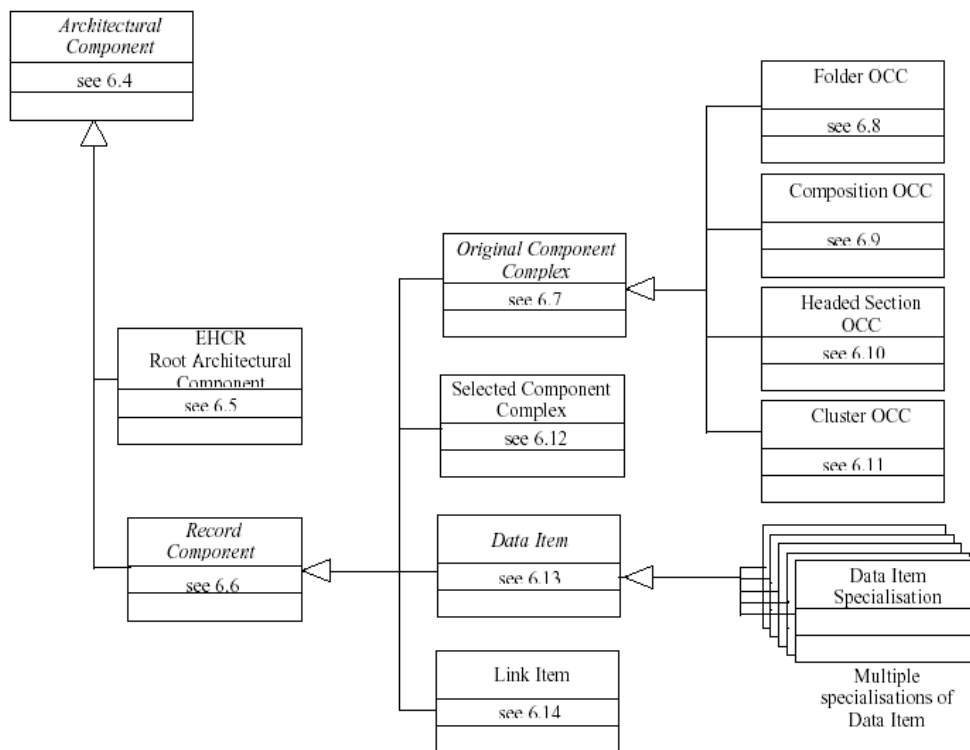 Architectural
Component
see 6.4
EHCR
Root Architectural
Component
see 6.5
Record
Component
see 6.6
Original Component
Complex
see 6.7
Selected Component
Complex
see 6.12
Data Item
see 6.13
Link Item
see 6.14
Folder OCC
see 6.8
Composition OCC
see 6.9
Headed Section
OCC
see 6.10
Cluster OCC
see 6.11
Data Item
Specialisation
Multiple
specialisations of
Data Item